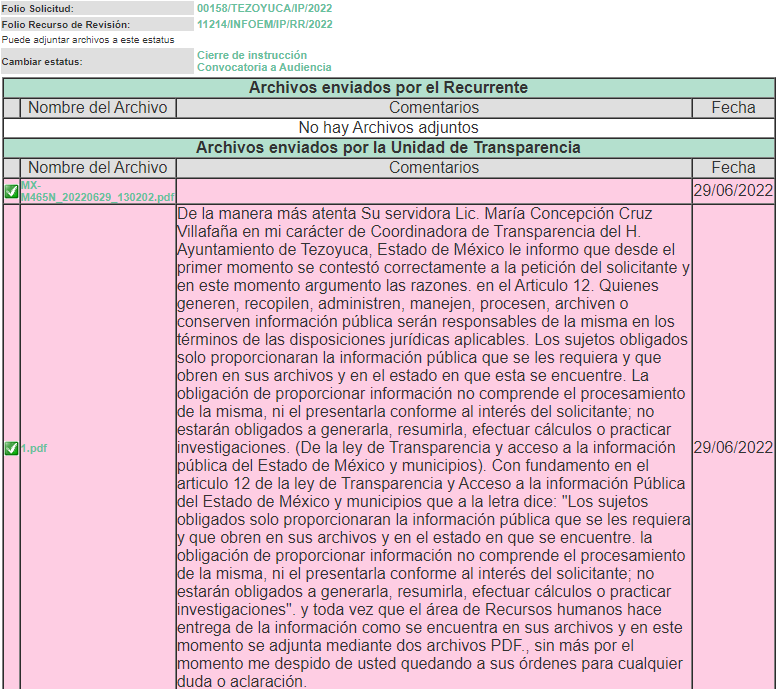 Folio Solicitud: 00158/TEZOYUCA/IP/2022
Folio Recurso de Revisión: 11214/INFOEM/IP/RR/2022
Puede adjuntar archivos a este estatus
Cambiar estatus: Cierre de instrucción
Convocatoria a Audiencia
Archivos enviados por el Recurrente
Nombre del Archivo Comentarios Fecha
No hay Archivos adjuntos
Archivos enviados por la Unidad de Transparencia
Nombre del Archivo Comentarios Fecha
MX-
M465N_20220629_130202.pdf 29/06/2022
De la manera más atenta Su servidora Lic. María Concepción Cruz
Villafaña en mi carácter de Coordinadora de Transparencia del H.
Ayuntamiento de Tezoyuca, Estado de México le informo que desde el
primer momento se contestó correctamente a la petición del solicitante y
en este momento argumento las razones. en el Articulo 12. Quienes
generen, recopilen, administren, manejen, procesen, archiven o
conserven información pública serán responsables de la misma en los
términos de las disposiciones jurídicas aplicables. Los sujetos obligados
solo proporcionaran la información pública que se les requiera y que
obren en sus archivos y en el estado en que esta se encuentre. La
obligación de proporcionar información no comprende el procesamiento
de la misma, ni el presentarla conforme al interés del solicitante; no
estarán obligados a generarla, resumirla, efectuar cálculos o practicar
1.pdf investigaciones. (De la ley de Transparencia y acceso a la información 29/06/2022
pública del Estado de México y municipios). Con fundamento en el
articulo 12 de la ley de Transparencia y Acceso a la información Pública
del Estado de México y municipios que a la letra dice: "Los sujetos
obligados solo proporcionaran la información pública que se les requiera
y que obren en sus archivos y en el estado en que se encuentre. la
obligación de proporcionar información no comprende el procesamiento
de la misma, ni el presentarla conforme al interés del solicitante; no
estarán obligados a generarla, resumirla, efectuar cálculos o practicar
investigaciones". y toda vez que el área de Recursos humanos hace
entrega de la información como se encuentra en sus archivos y en este
momento se adjunta mediante dos archivos PDF., sin más por el
momento me despido de usted quedando a sus órdenes para cualquier
duda o aclaración.